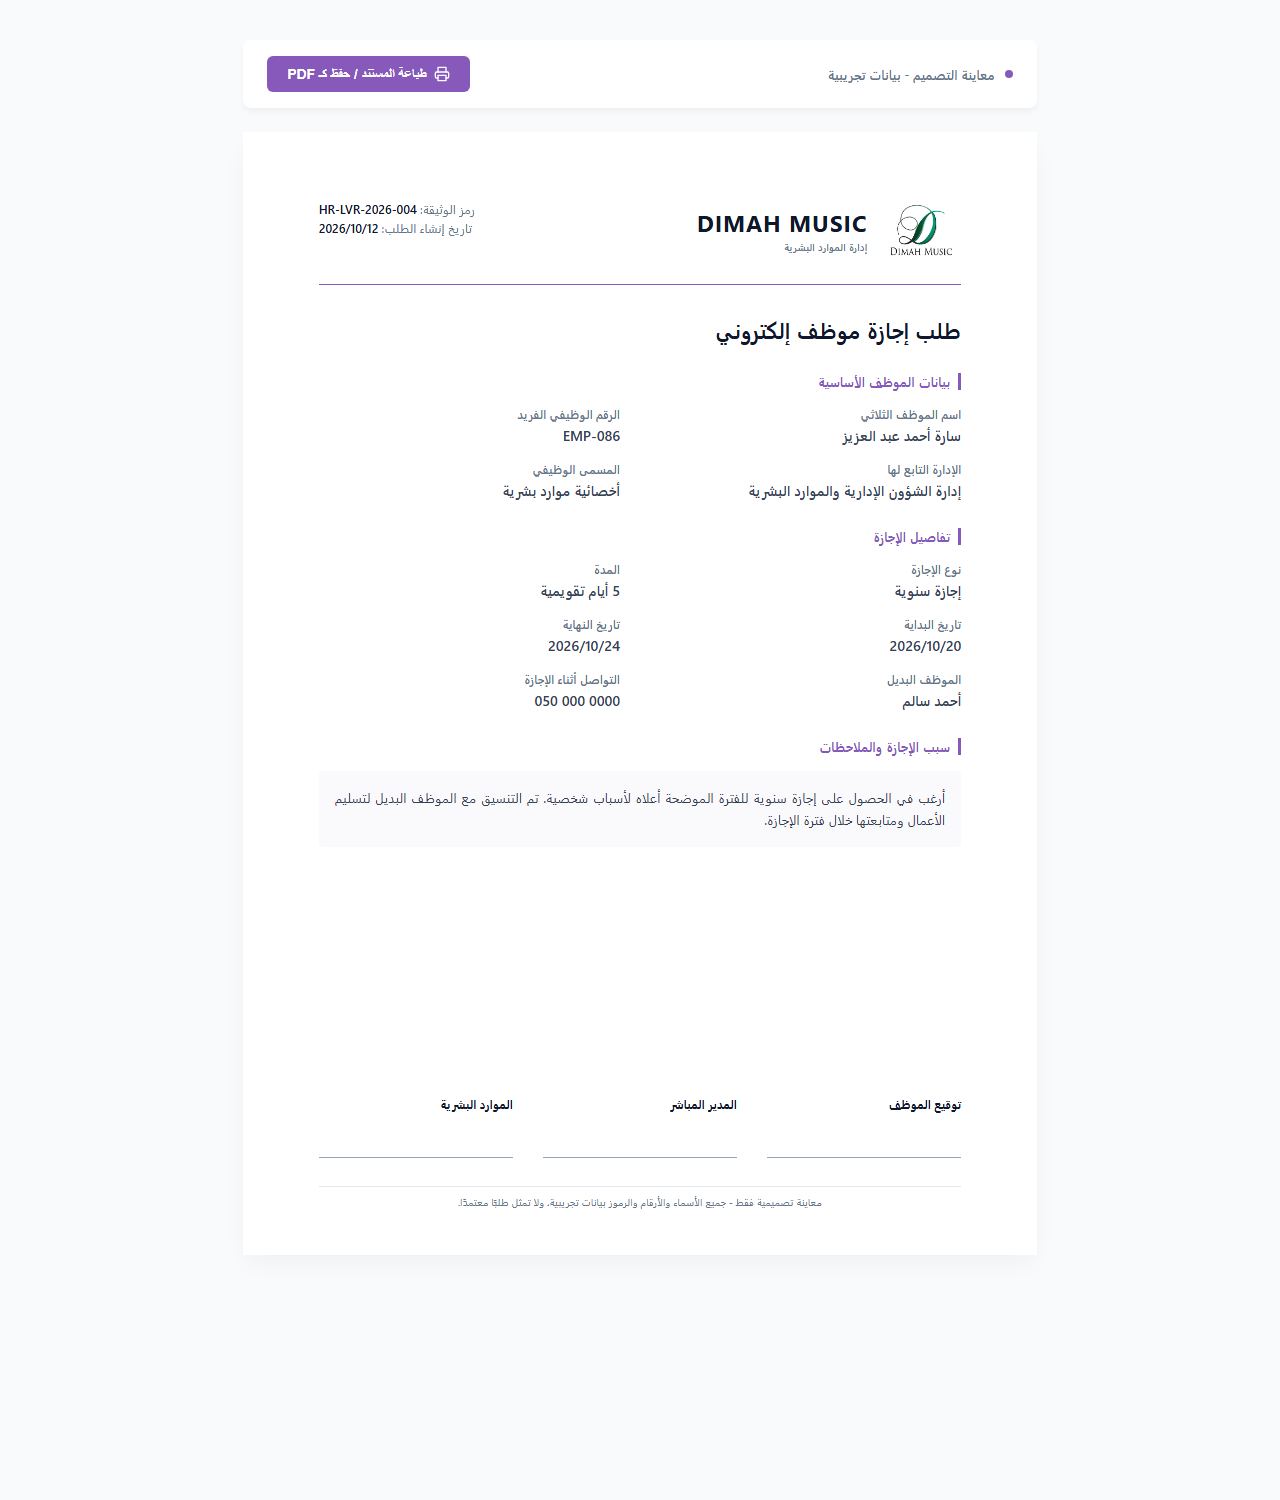 معاينة التصميم - بيانات تجريبية
طباعة المستند / حفظ كـ PDF
DIMAH MUSIC
DIMAH MUSIC
إدارة الموارد البشرية
رمز الوثيقة: HR-LVR-2026-004
تاريخ إنشاء الطلب: 2026/10/12
طلب إجازة موظف إلكتروني
بيانات الموظف الأساسية
اسم الموظف الثلاثي
سارة أحمد عبد العزيز
الرقم الوظيفي الفريد
EMP-086
الإدارة التابع لها
إدارة الشؤون الإدارية والموارد البشرية
المسمى الوظيفي
أخصائية موارد بشرية
تفاصيل الإجازة
نوع الإجازة
إجازة سنوية
المدة
5 أيام تقويمية
تاريخ البداية
2026/10/20
تاريخ النهاية
2026/10/24
الموظف البديل
أحمد سالم
التواصل أثناء الإجازة
050 000 0000
سبب الإجازة والملاحظات
أرغب في الحصول على إجازة سنوية للفترة الموضحة أعلاه لأسباب شخصية. تم التنسيق مع الموظف البديل لتسليم
الأعمال ومتابعتها خلال فترة الإجازة.
توقيع الموظف
المدير المباشر
الموارد البشرية
معاينة تصميمية فقط - جميع الأسماء والأرقام والرموز بيانات تجريبية، ولا تمثل طلبًا معتمدًا.